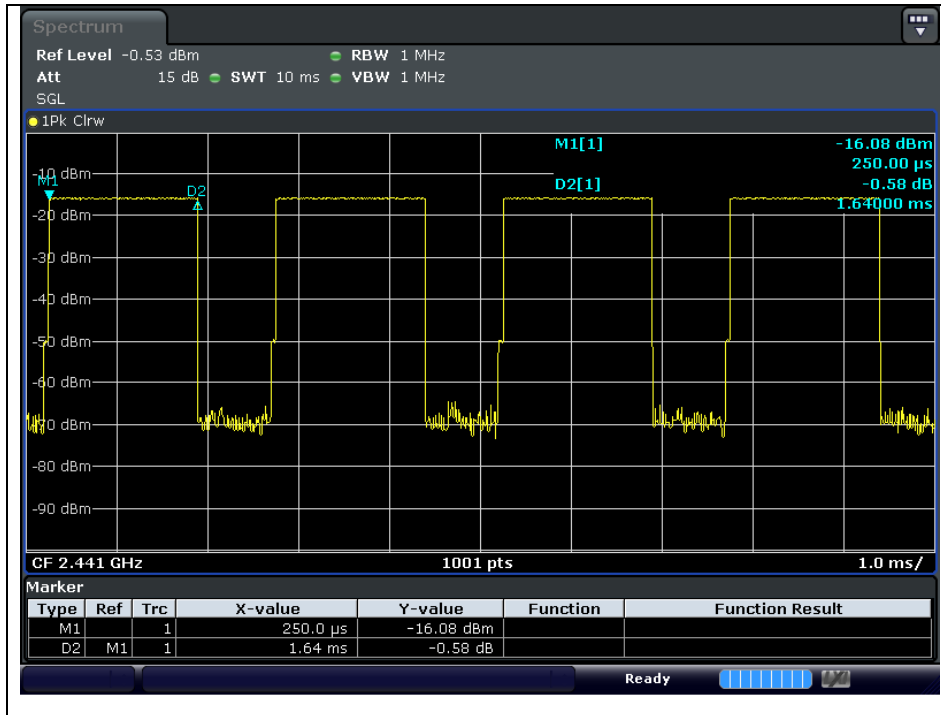 Spectrum
Ref Level -0.53 dBm RBW 1 MHz
Att 15 dB SWT 10 ms VBW 1 MHz
SGL
1Pk Clrw
M1[1] -16.08 dBm
250.00 µs
D2[1] -0.58 dB
1.64000 ms
-10 dBm
M1
D2
-20 dBm
-30 dBm
-40 dBm
-50 dBm
-60 dBm
-70 dBm
-80 dBm
-90 dBm
CF 2.441 GHz 1001 pts 1.0 ms/
Marker
Type Ref Trc X-value Y-value Function Function Result
M1 1 250.0 µs -16.08 dBm
D2 M1 1 1.64 ms -0.58 dB
Ready